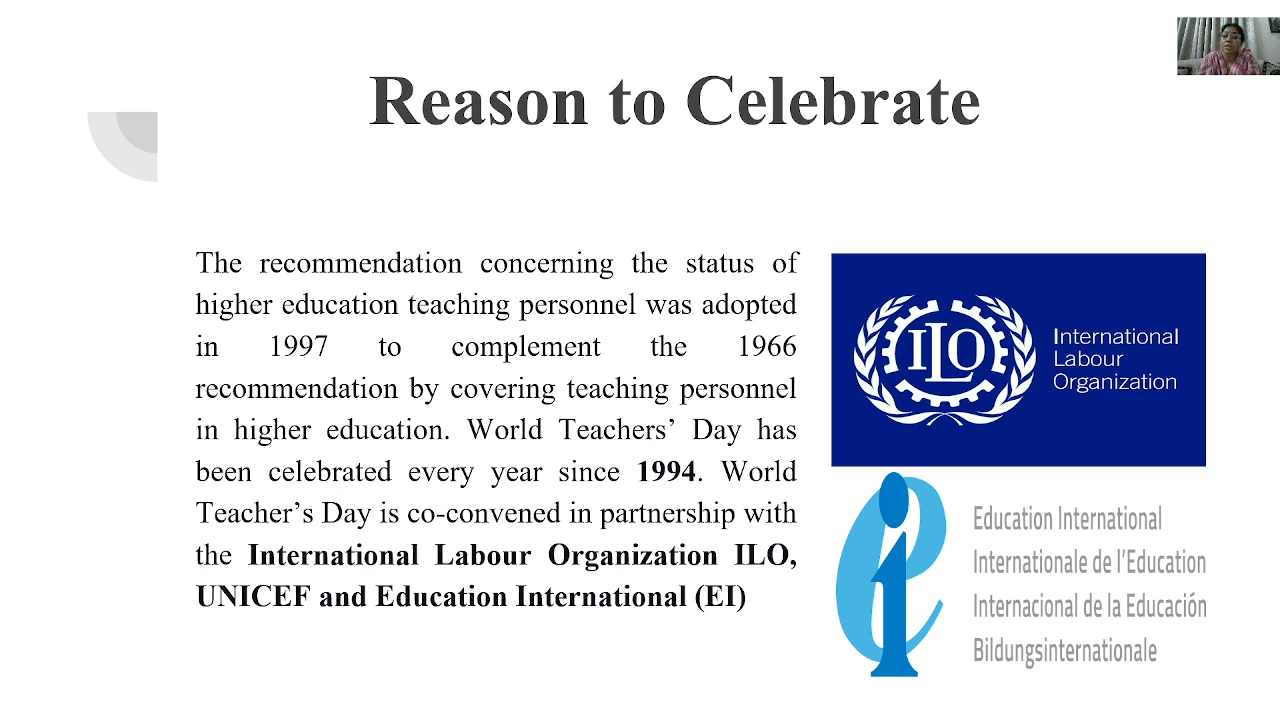 Reason to Celebrate
The recommendation concerning the status of
higher education teaching personnel was adopted
in 1997 to complement the 1966
recommendation by covering teaching personnel
in higher education. World Teachers’ Day has
been celebrated every year since 1994. World
Teacher’s Day is co-convened in partnership with
the International Labour Organization ILO,
UNICEF and Education International (EI)
ILO
International
Labour
Organization
ei
Education International
Internationale de l’Education
Internacional de la Educación
Bildungsinternationale